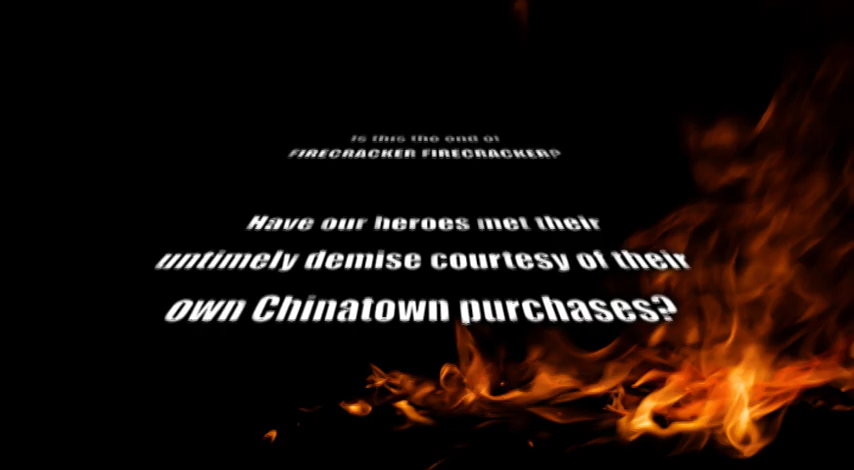 Is this the end of
FIRECRACKER FIRECRACKER?
Have our heroes met their
untimely demise courtesy of their
own Chinatown purchases?